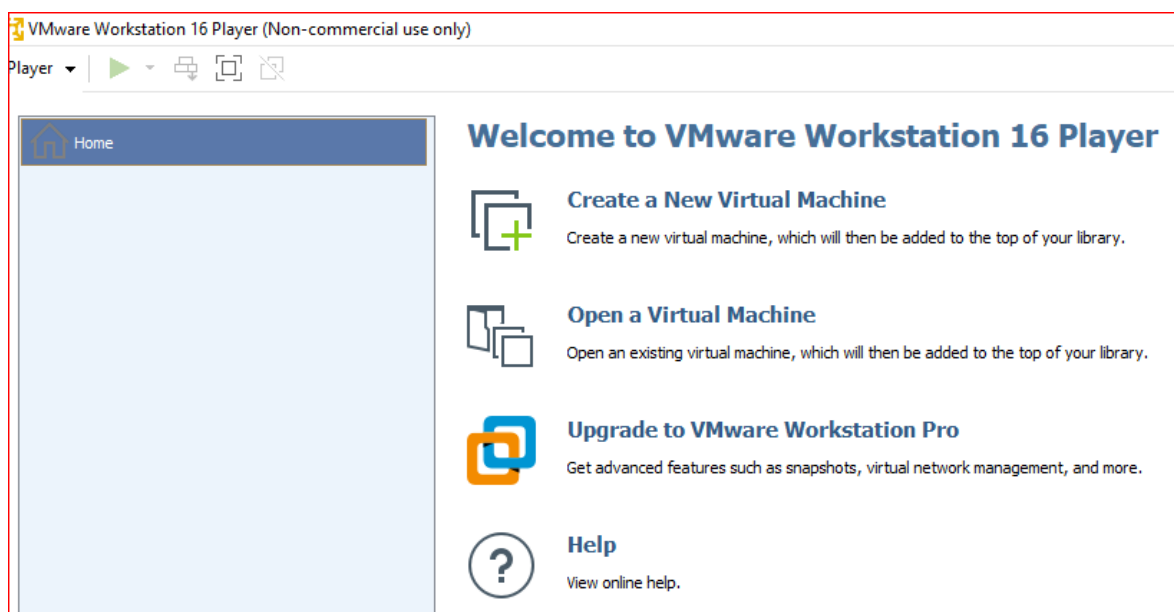 VMware Workstation 16 Player (Non-commercial use only)
Player
Home
Welcome to VMware Workstation 16 Player
Create a New Virtual Machine
Create a new virtual machine, which will then be added to the top of your library.
Open a Virtual Machine
Open an existing virtual machine, which will then be added to the top of your library.
Upgrade to VMware Workstation Pro
Get advanced features such as snapshots, virtual network management, and more.
Help
View online help.